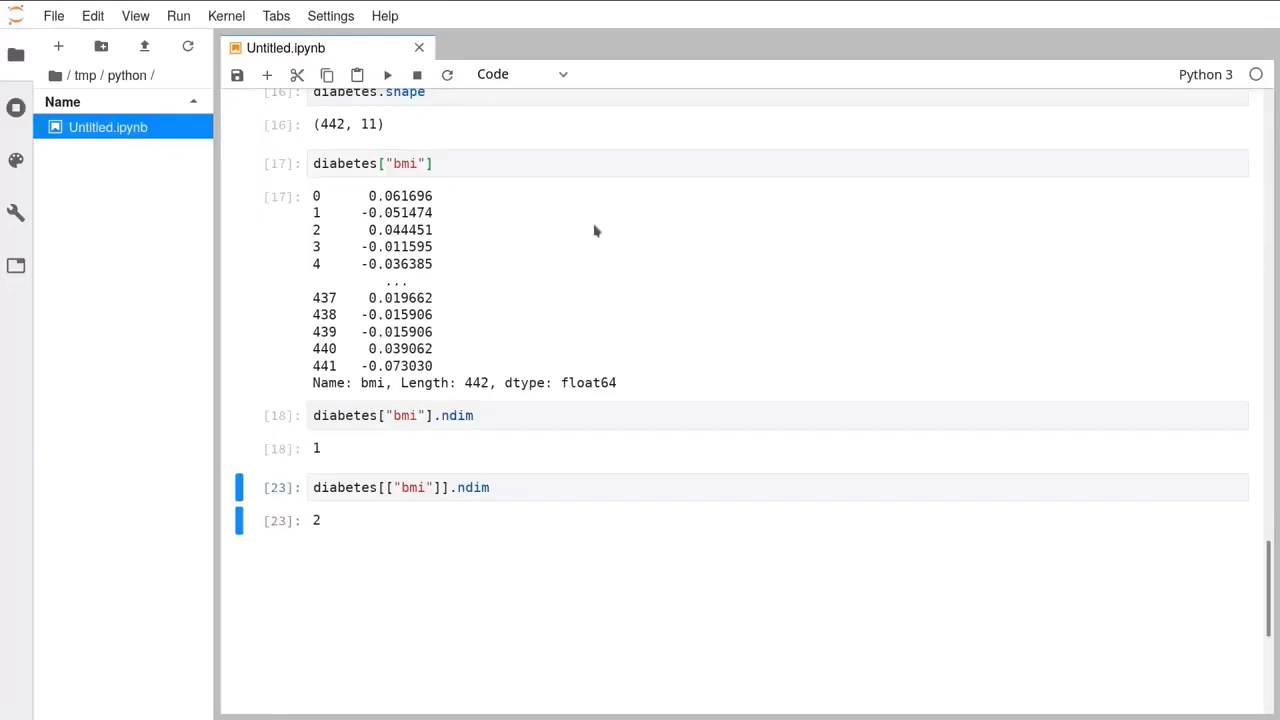 File Edit View Run Kernel Tabs Settings Help
Untitled.ipynb
/ tmp / python /
Code
Python 3
Name
Untitled.ipynb
[16]: diabetes.shape
[16]: (442, 11)
[17]: diabetes["bmi"]
[17]: 0 0.061696
1 -0.051474
2 0.044451
3 -0.011595
4 -0.036385
...
437 0.019662
438 -0.015906
439 -0.015906
440 0.039062
441 -0.073030
Name: bmi, Length: 442, dtype: float64
[18]: diabetes["bmi"].ndim
[18]: 1
[23]: diabetes[["bmi"]].ndim
[23]: 2